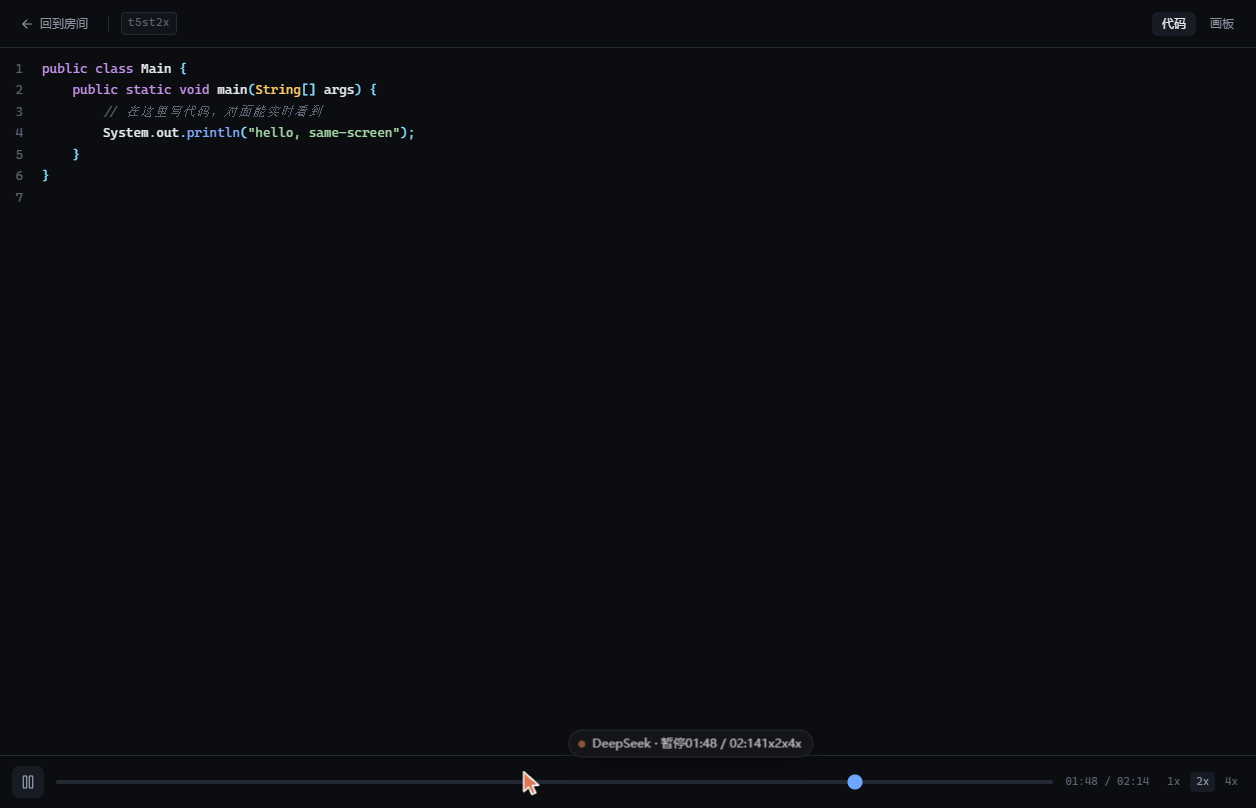 回到房间 t5st2x 代码 画板
1 public class Main {
2 public static void main(String[] args) {
3 // 在这里写代码，对面能实时看到
4 System.out.println("hello, same-screen");
5 }
6 }
7
DeepSeek · 暂停01:48 / 02:141x2x4x
01:48 / 02:14 1x 2x 4x